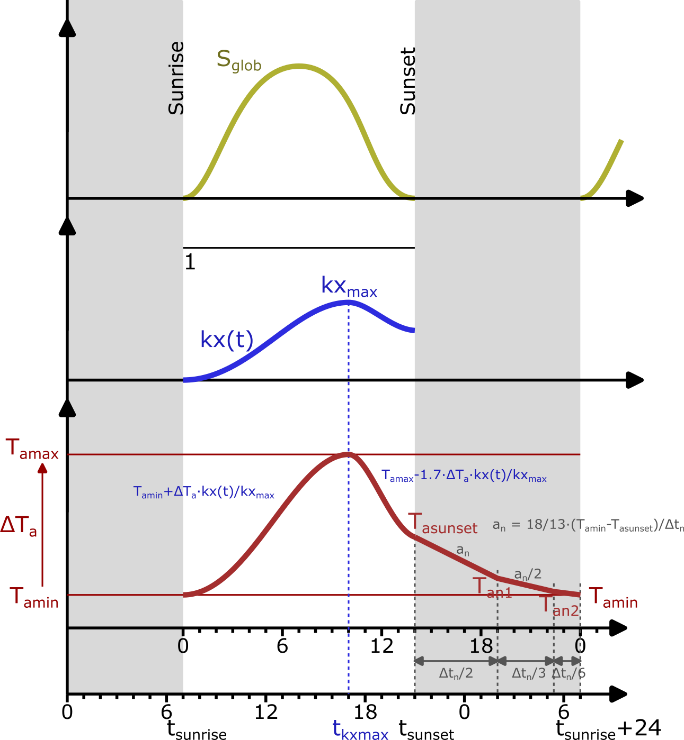 S_glob
Sunrise
Sunset
1
kx_max
kx(t)
T_amax
T_amin+ΔT_a·kx(t)/kx_max
T_amax-1.7·ΔT_a·kx(t)/kx_max
ΔT_a
T_asunset
a_n = 18/13·(T_amin-T_asunset)/Δt_n
a_n
a_n/2
T_amin
T_an1
T_an2
T_amin
0 6 12 18 0
Δt_n/2 Δt_n/3 Δt_n/6
0 6 12 18 0 6
t_sunrise t_kxmax t_sunset t_sunrise+24